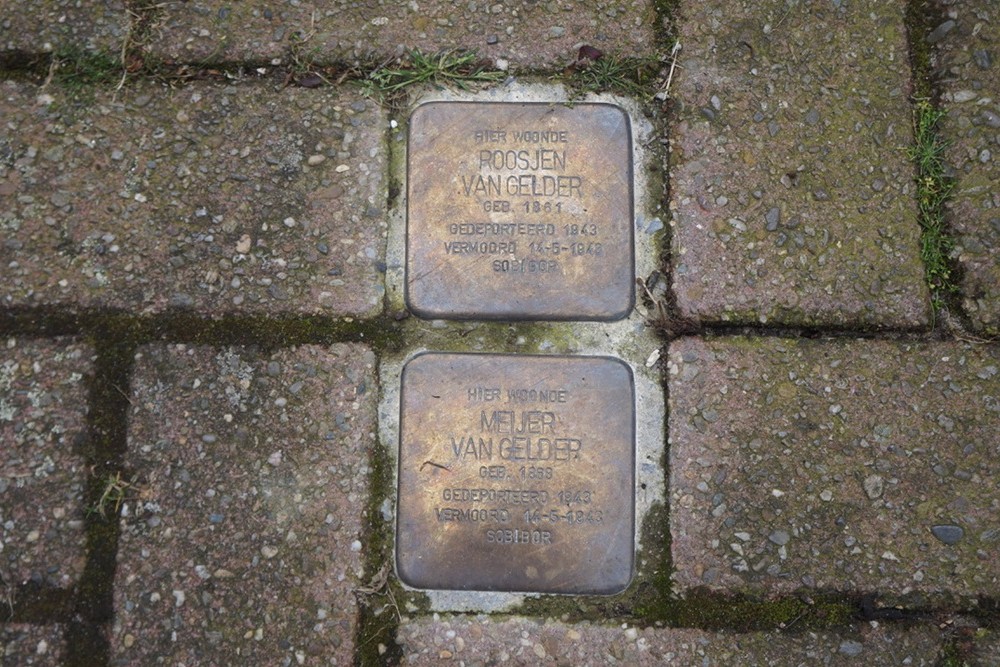 HIER WOONDE
ROOSJEN
VAN GELDER
GEB. 1861
GEDEPORTEERD 1943
VERMOORD 14-5-1943
SOBIBOR
HIER WOONDE
MEIJER
VAN GELDER
GEB.
GEDEPORTEERD 1943
VERMOORD 14-5-1943
SOBIBOR